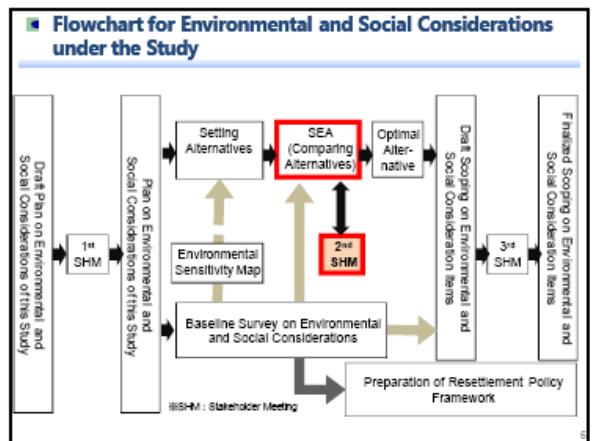 Flowchart for Environmental and Social Considerations
under the Study
Draft Plan on Environmental and
Social Considerations of this Study
1st
SHM
Plan on Environmental and
Social Considerations of this Study
Setting
Alternatives
SEA
(Comparing
Alternatives)
Optimal
Alter-
native
Environmental
Sensitivity Map
2nd
SHM
Baseline Survey on Environmental
and Social Considerations
Draft Scoping on Environmental
and Social Consideration Items
3rd
SHM
Finalized Scoping on Environmental
and Social Consideration Items
Preparation of Resettlement Policy
Framework
※SHM : Stakeholder Meeting
6